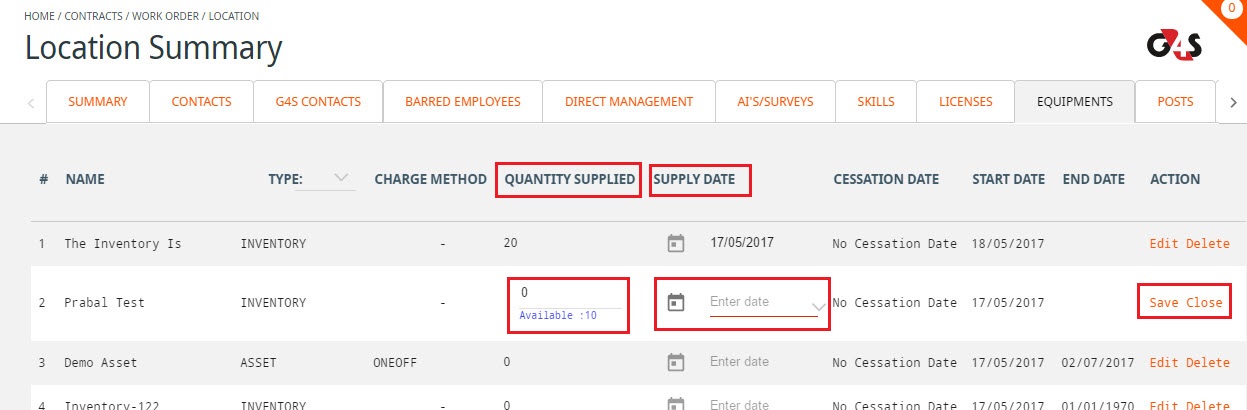 HOME / CONTRACTS / WORK ORDER / LOCATION
0
Location Summary
G4S
SUMMARY CONTACTS G4S CONTACTS BARRED EMPLOYEES DIRECT MANAGEMENT AI'S/SURVEYS SKILLS LICENSES EQUIPMENTS POSTS
# NAME TYPE: CHARGE METHOD QUANTITY SUPPLIED SUPPLY DATE CESSATION DATE START DATE END DATE ACTION
1 The Inventory Is INVENTORY - 20 17/05/2017 No Cessation Date 18/05/2017 Edit Delete
2 Prabal Test INVENTORY - 0 Enter date No Cessation Date 17/05/2017 Save Close
Available :10
3 Demo Asset ASSET ONEOFF 0 Enter date No Cessation Date 17/05/2017 02/07/2017 Edit Delete
4 Inventory-122 INVENTORY - 0 Enter date No Cessation Date 17/05/2017 01/01/1970 Edit Delete